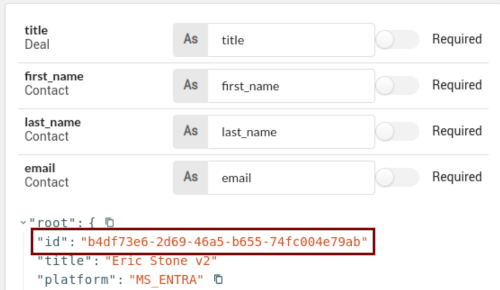 title
Deal
As title Required
first_name
Contact
As first_name Required
last_name
Contact
As last_name Required
email
Contact
As email Required
"root": {
"id": "b4df73e6-2d69-46a5-b655-74fc004e79ab"
"title": "Eric Stone v2"
"platform": "MS_ENTRA"